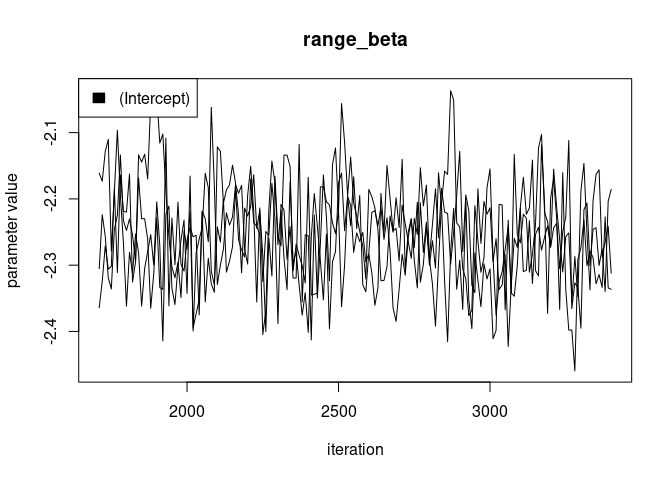 range_beta
(Intercept)
parameter value
-2.1
-2.2
-2.3
-2.4
2000
2500
3000
iteration